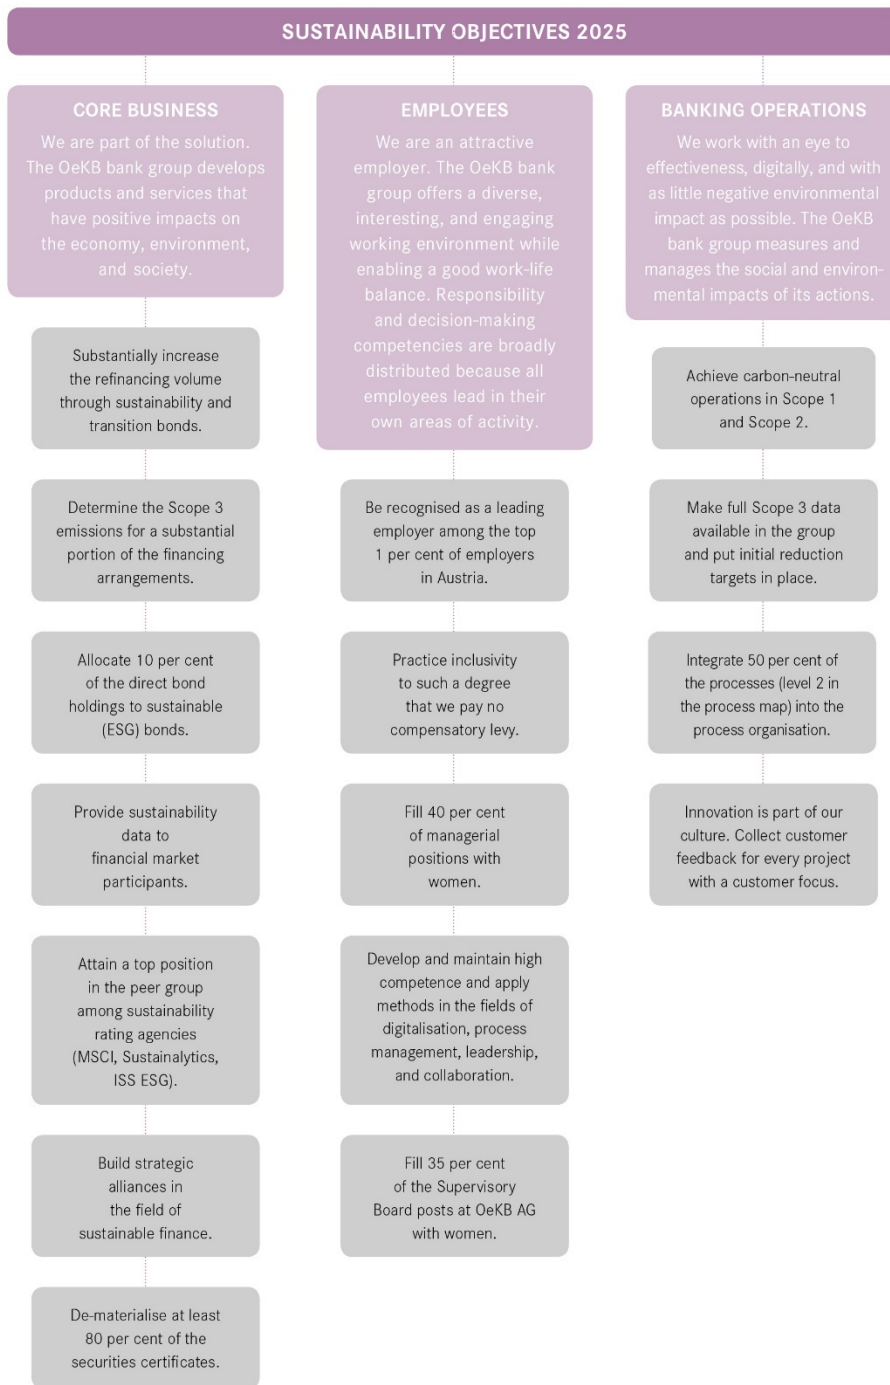 SUSTAINABILITY OBJECTIVES 2025
CORE BUSINESS
We are part of the solution.
The OeKB bank group develops
products and services that
have positive impacts on
the economy, environment,
and society.
Substantially increase
the refinancing volume
through sustainability and
transition bonds.
Determine the Scope 3
emissions for a substantial
portion of the financing
arrangements.
Allocate 10 per cent
of the direct bond
holdings to sustainable
(ESG) bonds.
Provide sustainability
data to
financial market
participants.
Attain a top position
in the peer group
among sustainability
rating agencies
(MSCI, Sustainalytics,
ISS ESG).
Build strategic
alliances in
the field of
sustainable finance.
De-materialise at least
80 per cent of the
securities certificates.
EMPLOYEES
We are an attractive
employer. The OeKB bank
group offers a diverse,
interesting, and engaging
working environment while
enabling a good work-life
balance. Responsibility
and decision-making
competencies are broadly
distributed because all
employees lead in their
own areas of activity.
Be recognised as a leading
employer among the top
1 per cent of employers
in Austria.
Practice inclusivity
to such a degree
that we pay no
compensatory levy.
Fill 40 per cent
of managerial
positions with
women.
Develop and maintain high
competence and apply
methods in the fields of
digitalisation, process
management, leadership,
and collaboration.
Fill 35 per cent
of the Supervisory
Board posts at OeKB AG
with women.
BANKING OPERATIONS
We work with an eye to
effectiveness, digitally, and with
as little negative environmental
impact as possible. The OeKB
bank group measures and
manages the social and environ-
mental impacts of its actions.
Achieve carbon-neutral
operations in Scope 1
and Scope 2.
Make full Scope 3 data
available in the group
and put initial reduction
targets in place.
Integrate 50 per cent of
the processes (level 2 in
the process map) into the
process organisation.
Innovation is part of our
culture. Collect customer
feedback for every project
with a customer focus.